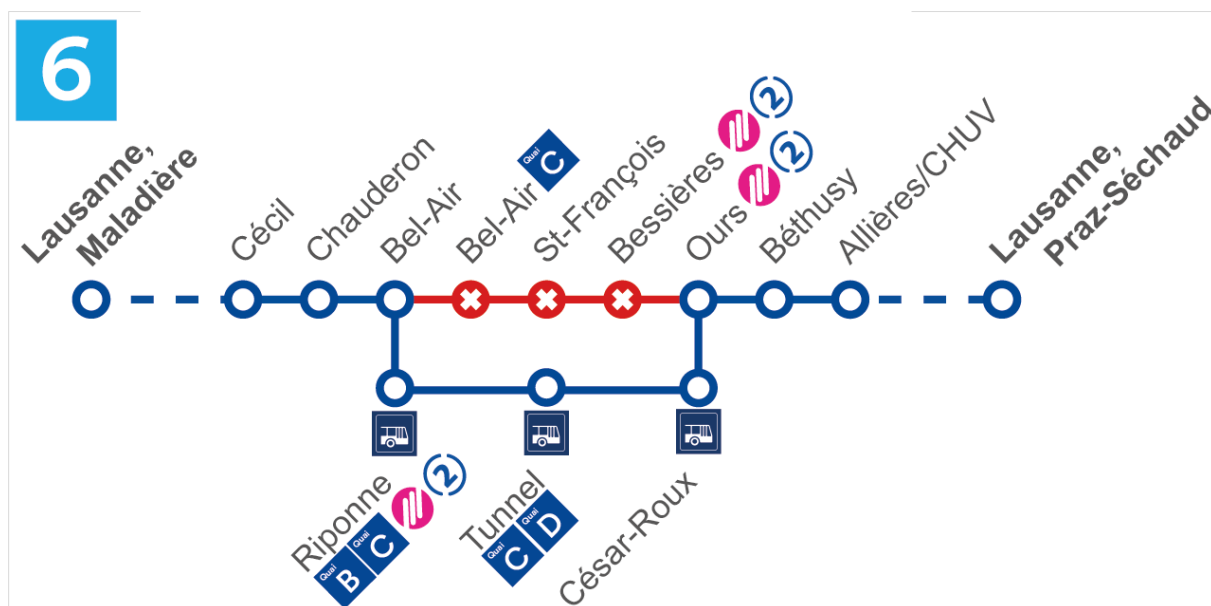 6
Lausanne,
Maladière
Cécil
Chauderon
Bel-Air
Bel-Air Quai C
St-François
Bessières 2
Ours 2
Béthusy
Allières/CHUV
Lausanne,
Praz-Séchaud
Riponne 2
Quai B Quai C
Tunnel
Quai C Quai D
César-Roux